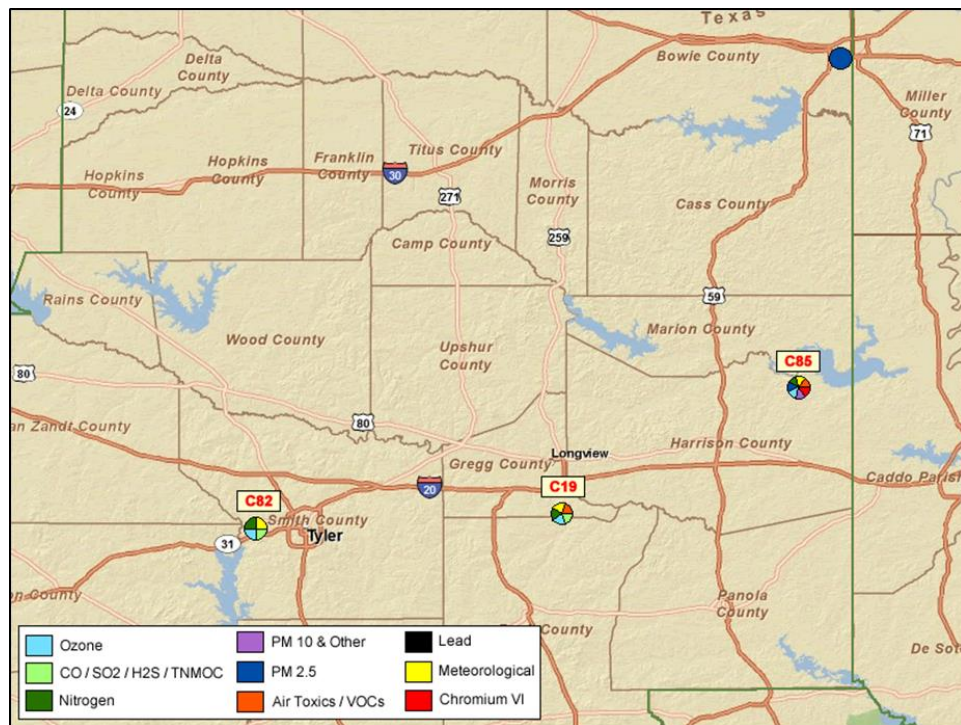 Texas
Bowie County
Delta
County
Delta County
Miller
County
24
71
Titus County
Franklin
County
Hopkins
County
Hopkins
County
30
Morris
County
271
Cass County
Camp County
259
59
Rains County
Wood County
Marion County
Upshur
County
C85
80
80
Harrison County
Longview
Gregg County
Caddo Parish
20
C19
C82
Smith County
Tyler
31
Panola
County
County
De Soto
Ozone
PM 10 & Other
Lead
CO / SO2 / H2S / TNMOC
PM 2.5
Meteorological
Nitrogen
Air Toxics / VOCs
Chromium VI